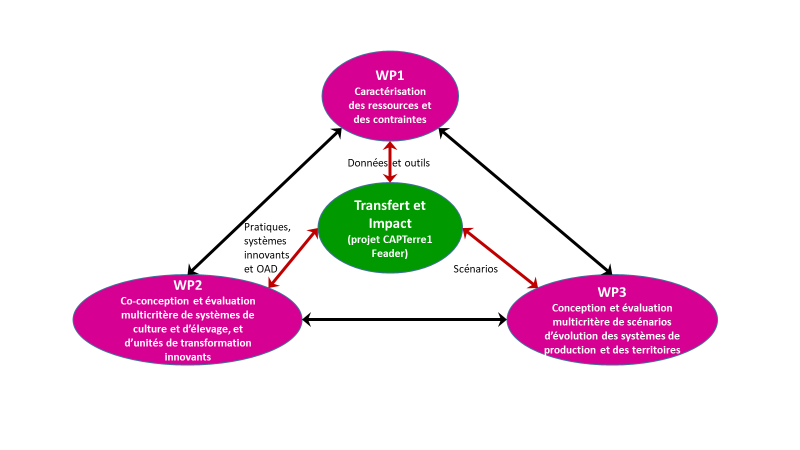 WP1
Caractérisation
des ressources et
des contraintes
Données et outils
Transfert et
Impact
(projet CAPTerre1
Feader)
Pratiques,
systèmes
innovants
et OAD
Scénarios
WP2
Co-conception et évaluation
multicritère de systèmes de
culture et d'élevage, et
d'unités de transformation
innovants
WP3
Conception et évaluation
multicritère de scénarios
d'évolution des systèmes de
production et des territoires